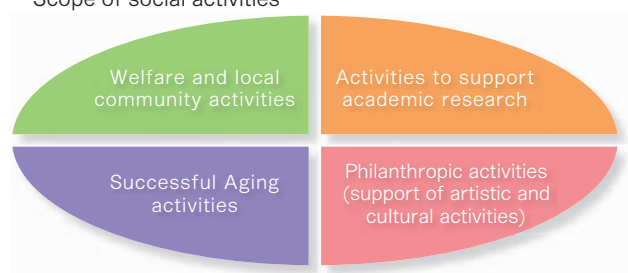 Scope of social activities
Welfare and local
community activities
Activities to support
academic research
Successful Aging
activities
Philanthropic activities
(support of artistic and
cultural activities)